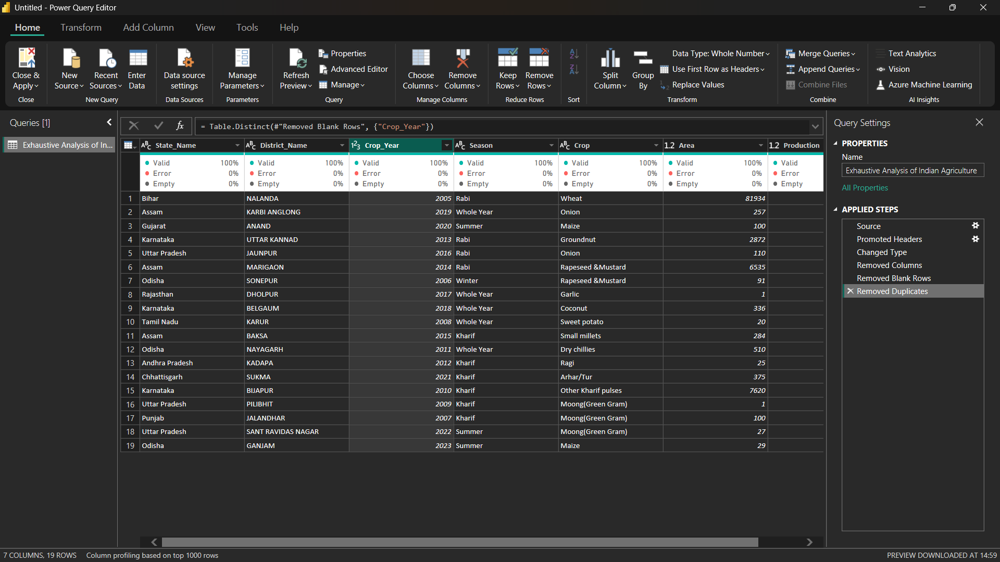 Untitled - Power Query Editor
Home Transform Add Column View Tools Help
Close & Apply
Close
New Source
Recent Sources
Enter Data
New Query
Data source settings
Data Sources
Manage Parameters
Parameters
Refresh Preview
Properties
Advanced Editor
Manage
Query
Choose Columns
Remove Columns
Manage Columns
Keep Rows
Remove Rows
Reduce Rows
Sort
Split Column
Group By
Data Type: Whole Number
Use First Row as Headers
Replace Values
Transform
Merge Queries
Append Queries
Combine Files
Combine
Text Analytics
Vision
Azure Machine Learning
AI Insights
Queries [1]
Exhaustive Analysis of In...
fx = Table.Distinct(#"Removed Blank Rows", {"Crop_Year"})
ABC State_Name ABC District_Name 123 Crop_Year ABC Season ABC Crop 1.2 Area 1.2 Production
Valid 100% Valid 100% Valid 100% Valid 100% Valid 100% Valid 100% Valid
Error 0% Error 0% Error 0% Error 0% Error 0% Error 0% Error
Empty 0% Empty 0% Empty 0% Empty 0% Empty 0% Empty 0% Empty
1 Bihar NALANDA 2005 Rabi Wheat 81934
2 Assam KARBI ANGLONG 2019 Whole Year Onion 257
3 Gujarat ANAND 2020 Summer Maize 100
4 Karnataka UTTAR KANNAD 2013 Rabi Groundnut 2872
5 Uttar Pradesh JAUNPUR 2016 Rabi Onion 110
6 Assam MARIGAON 2014 Rabi Rapeseed &Mustard 6535
7 Odisha SONEPUR 2006 Winter Rapeseed &Mustard 91
8 Rajasthan DHOLPUR 2017 Whole Year Garlic 1
9 Karnataka BELGAUM 2018 Whole Year Coconut 336
10 Tamil Nadu KARUR 2008 Whole Year Sweet potato 20
11 Assam BAKSA 2015 Kharif Small millets 284
12 Odisha NAYAGARH 2011 Whole Year Dry chillies 510
13 Andhra Pradesh KADAPA 2012 Kharif Ragi 25
14 Chhattisgarh SUKMA 2021 Kharif Arhar/Tur 375
15 Karnataka BIJAPUR 2010 Kharif Other Kharif pulses 7620
16 Uttar Pradesh PILIBHIT 2009 Kharif Moong(Green Gram) 1
17 Punjab JALANDHAR 2007 Kharif Moong(Green Gram) 100
18 Uttar Pradesh SANT RAVIDAS NAGAR 2022 Summer Moong(Green Gram) 27
19 Odisha GANJAM 2023 Summer Maize 29
Query Settings
PROPERTIES
Name
Exhaustive Analysis of Indian Agriculture
All Properties
APPLIED STEPS
Source
Promoted Headers
Changed Type
Removed Columns
Removed Blank Rows
Removed Duplicates
7 COLUMNS, 19 ROWS Column profiling based on top 1000 rows PREVIEW DOWNLOADED AT 14:59